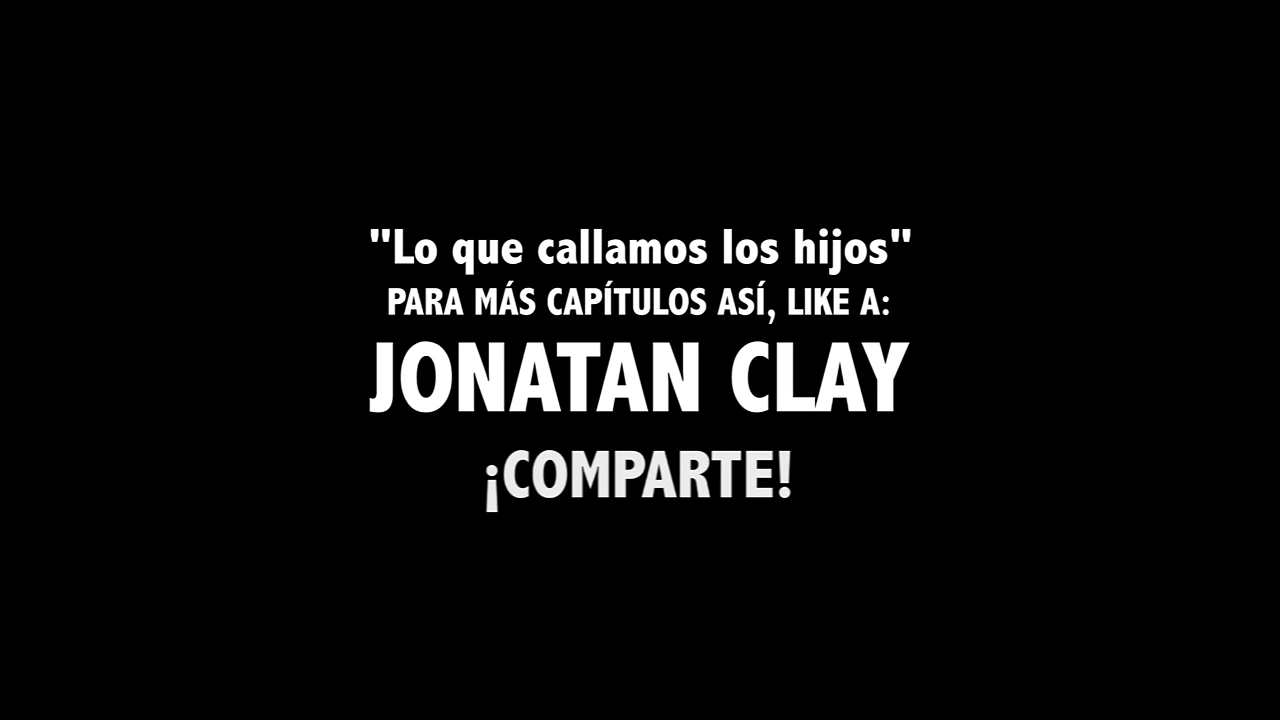 "Lo que callamos los hijos"
PARA MÁS CAPÍTULOS ASÍ, LIKE A:
JONATAN CLAY
¡COMPARTE!